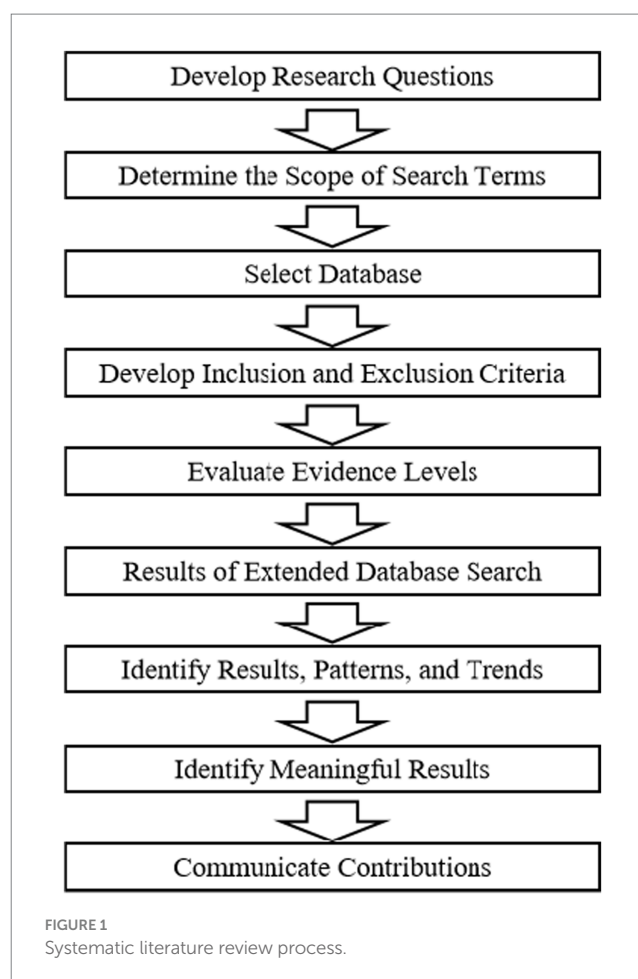 Develop Research Questions
Determine the Scope of Search Terms
Select Database
Develop Inclusion and Exclusion Criteria
Evaluate Evidence Levels
Results of Extended Database Search
Identify Results, Patterns, and Trends
Identify Meaningful Results
Communicate Contributions
FIGURE 1
Systematic literature review process.